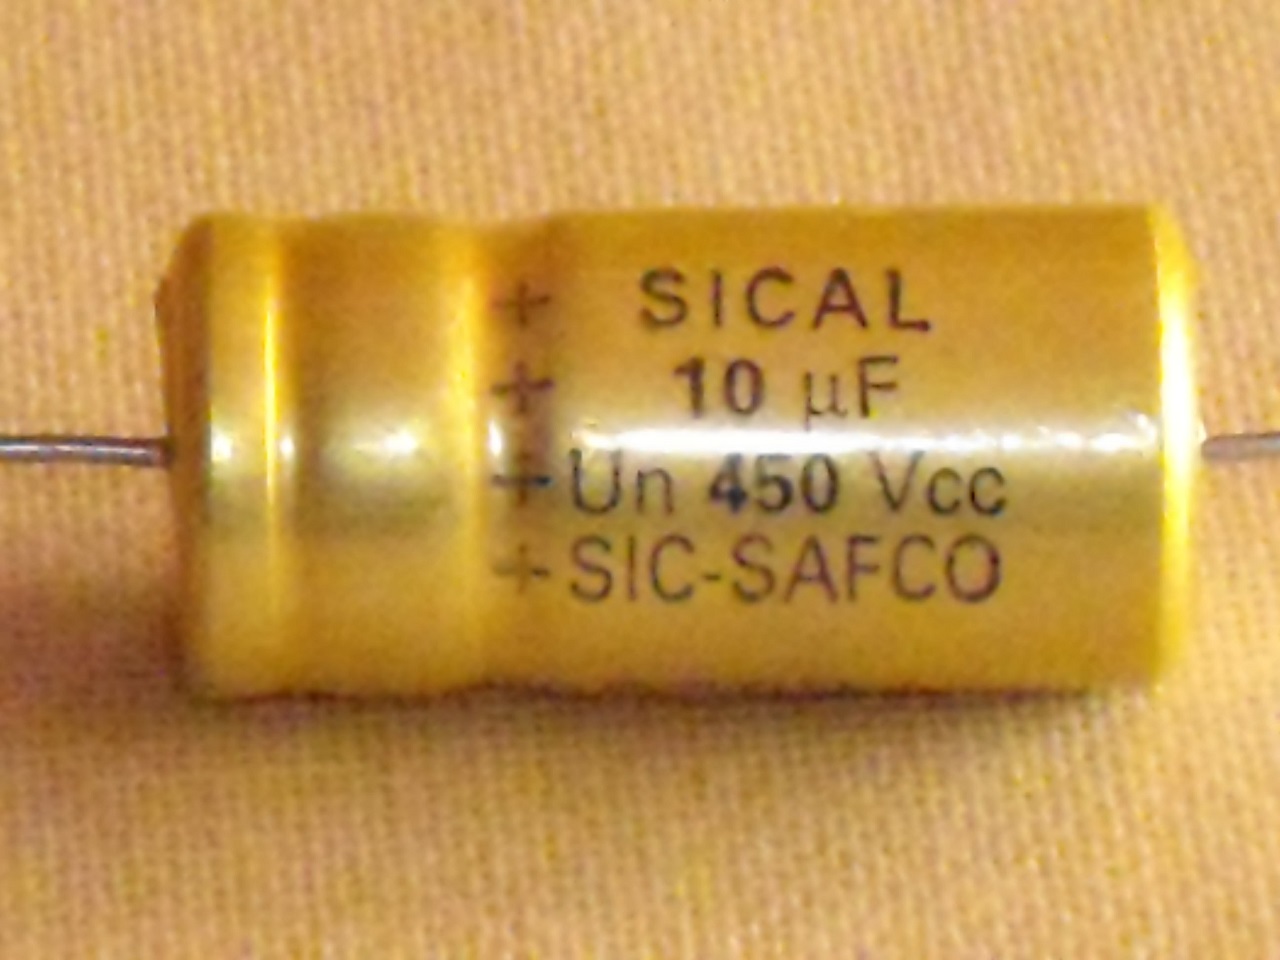 + SICAL
+ 10 µF
+ Un 450 Vcc
+ SIC-SAFCO